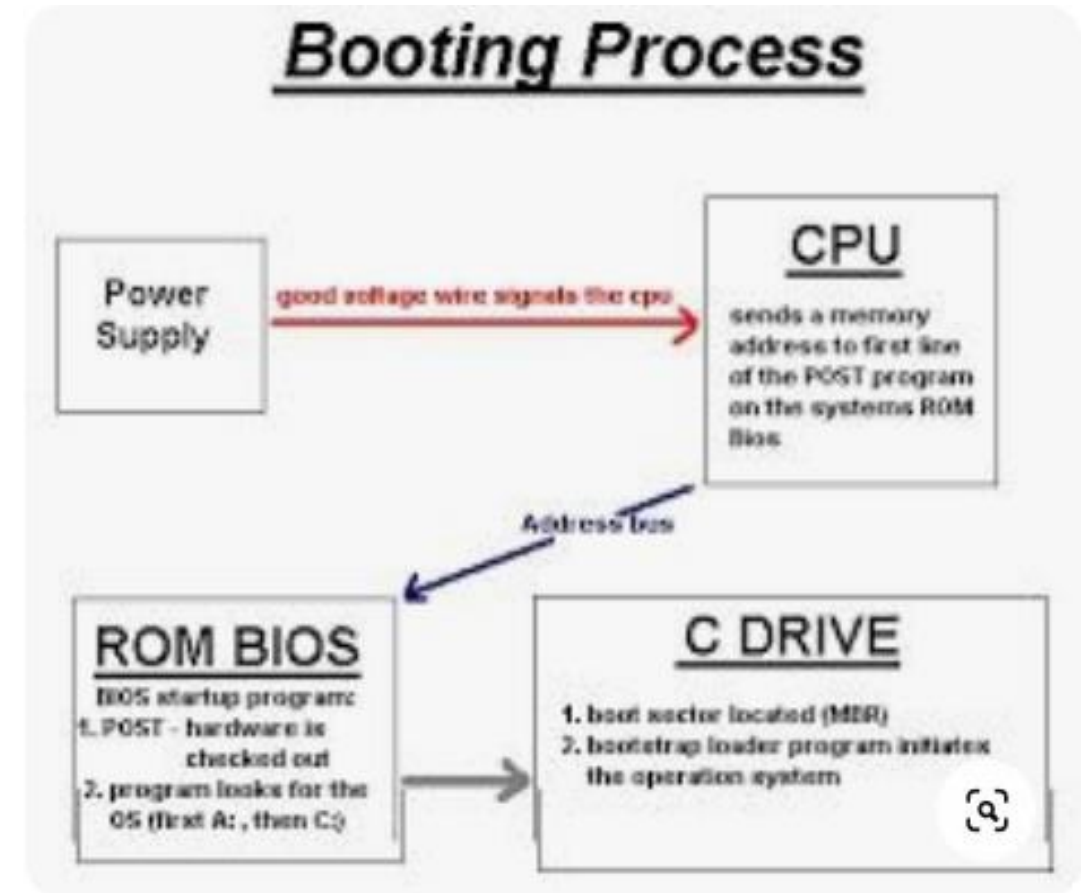 Booting Process
Power
Supply
good voltage wire signals the cpu
CPU
sends a memory
address to first line
of the POST program
on the systems ROM
Bios
Address bus
ROM BIOS
BIOS startup program:
1. POST - hardware is
checked out
2. program looks for the
OS (first A: , then C:)
C DRIVE
1. boot sector located (MBR)
2. bootstrap loader program initiates
the operation system